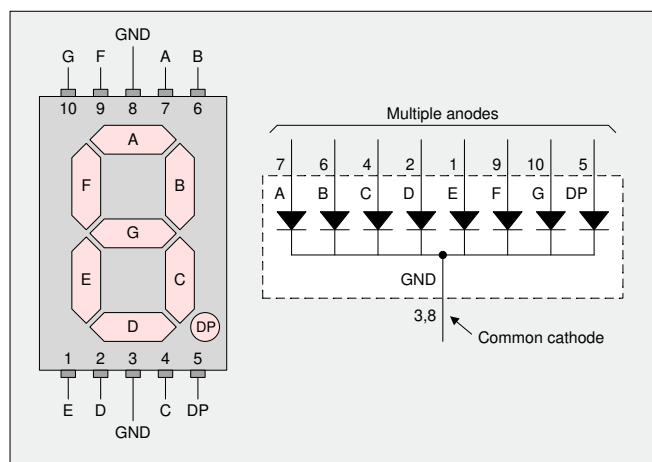 GND
G F A B
10 9 8 7 6
A
F B
G
E C
D DP
1 2 3 4 5
E D C DP
GND
Multiple anodes
7 6 4 2 1 9 10 5
A B C D E F G DP
GND
3,8
Common cathode